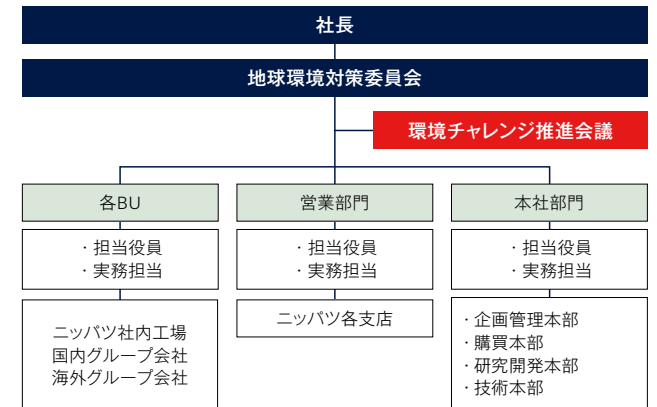 社長
地球環境対策委員会
環境チャレンジ推進会議
各BU
・担当役員
・実務担当
ニッパツ社内工場
国内グループ会社
海外グループ会社
営業部門
・担当役員
・実務担当
ニッパツ各支店
本社部門
・担当役員
・実務担当
・企画管理本部
・購買本部
・研究開発本部
・技術本部